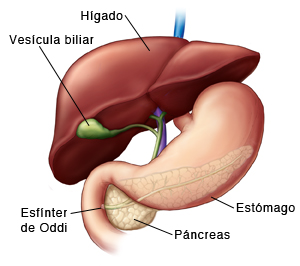 Hígado
Vesícula biliar
Esfínter
de Oddi
Páncreas
Estómago